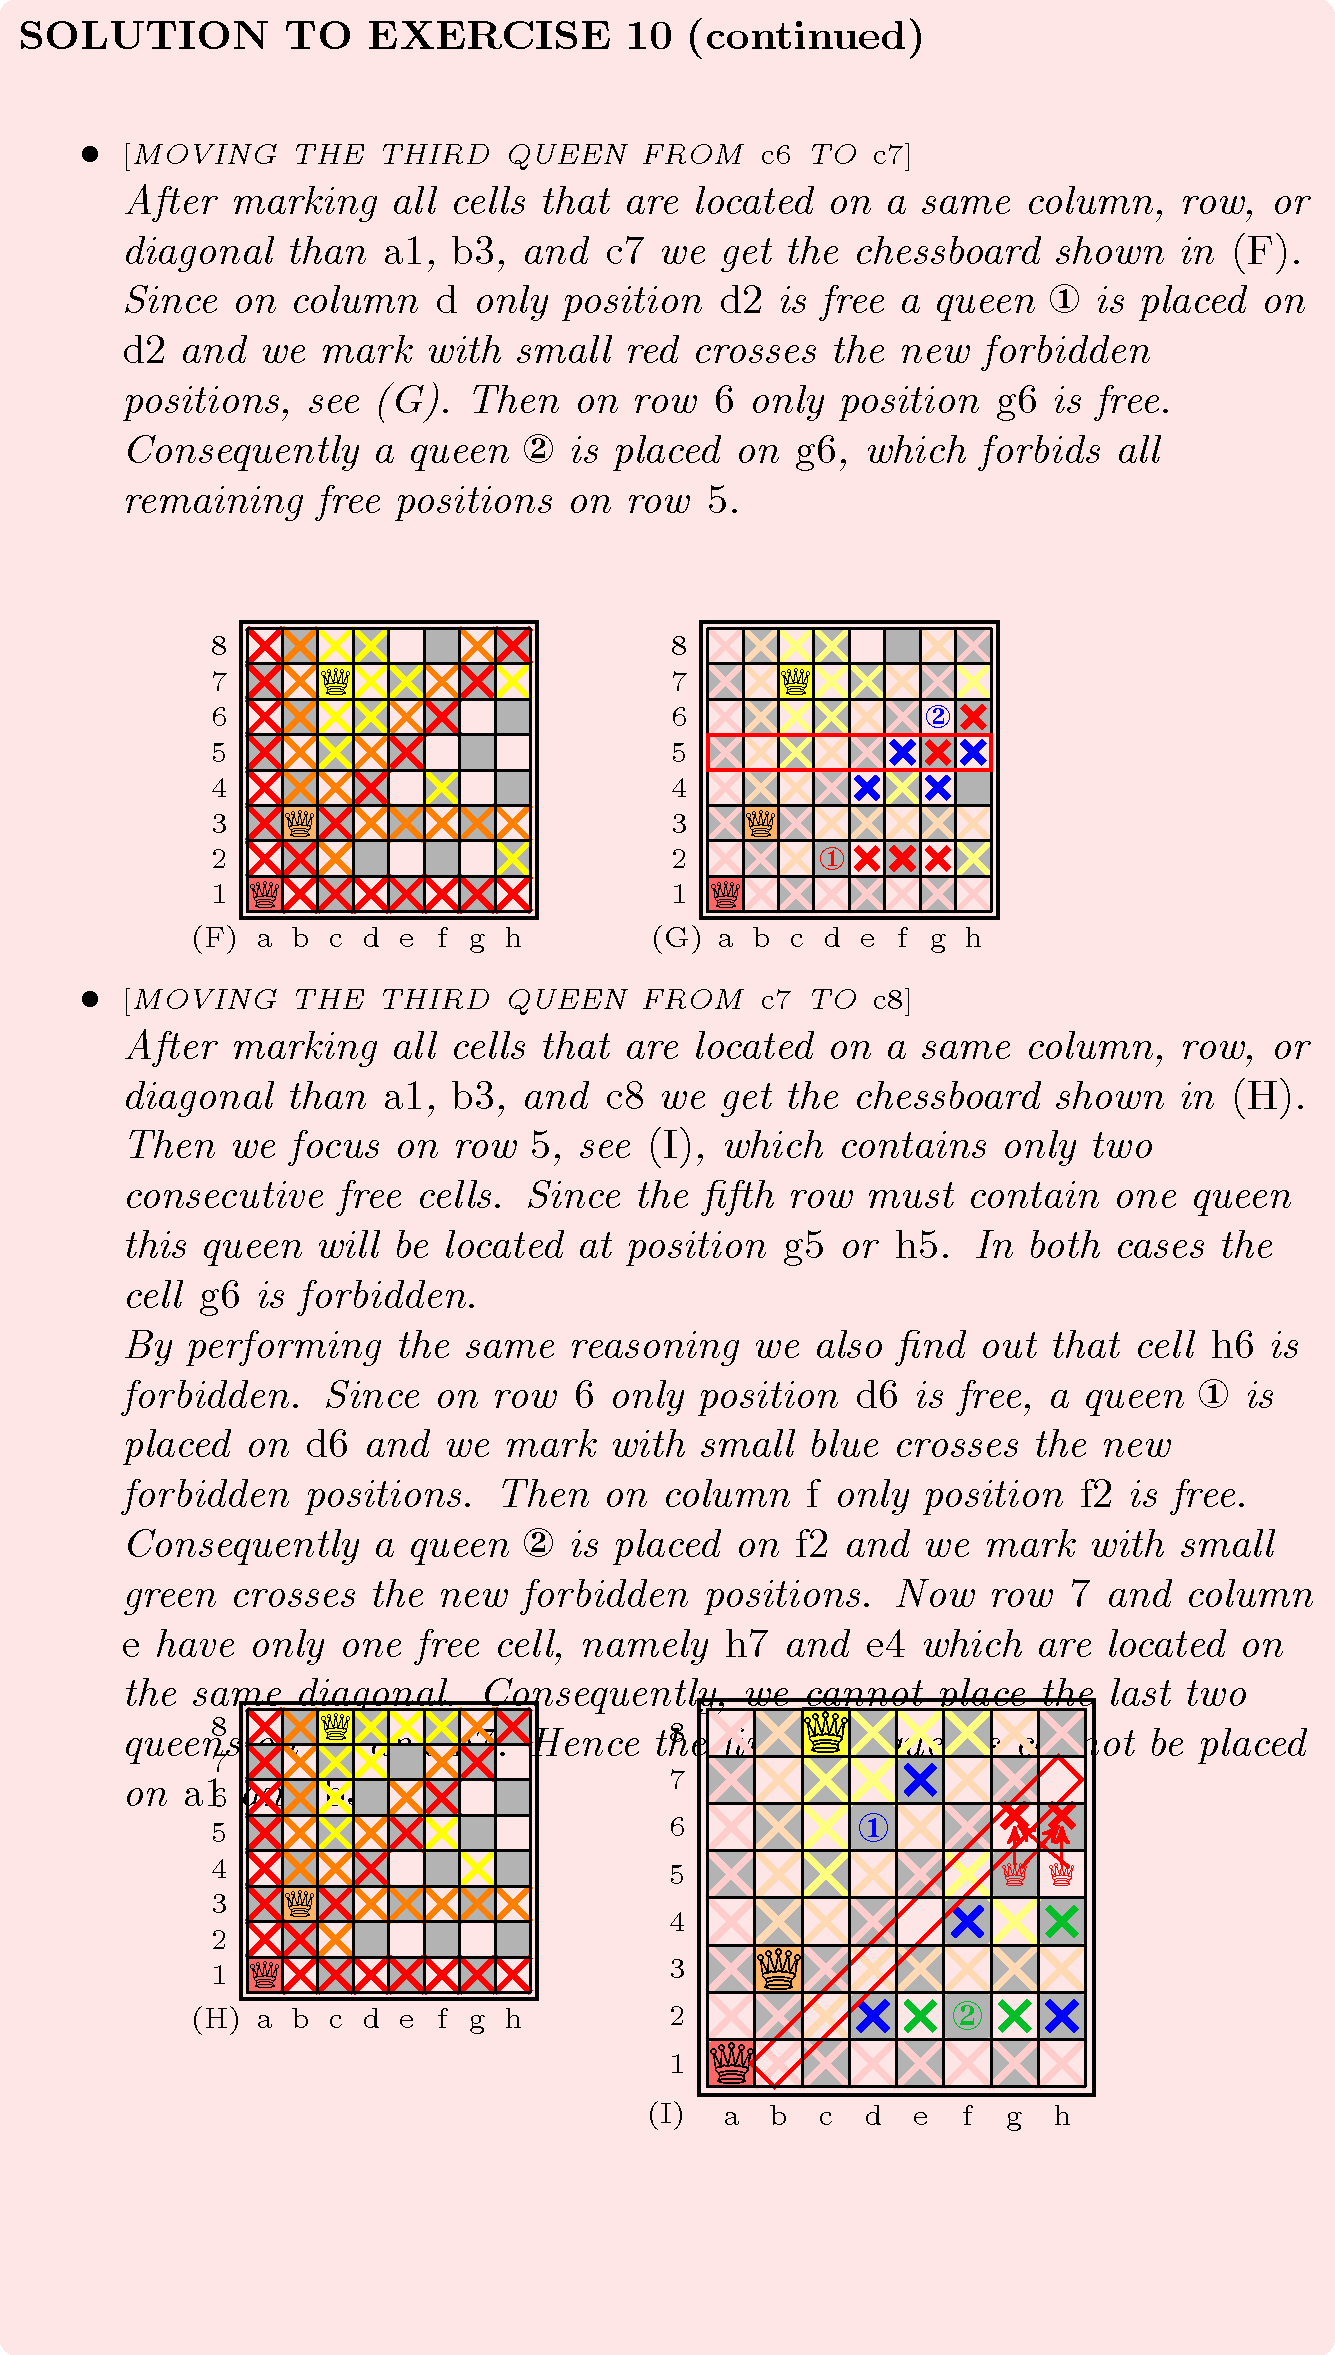 SOLUTION TO EXERCISE 10 (continued)
• [MOVING THE THIRD QUEEN FROM c6 TO c7]
After marking all cells that are located on a same column, row, or
diagonal than a1, b3, and c7 we get the chessboard shown in (F).
Since on column d only position d2 is free a queen ① is placed on
d2 and we mark with small red crosses the new forbidden
positions, see (G). Then on row 6 only position g6 is free.
Consequently a queen ② is placed on g6, which forbids all
remaining free positions on row 5.
8
7
6
5
4
3
2
1
(F) a b c d e f g h
8
7
6 ②
5
4
3
2 ①
1
(G) a b c d e f g h
• [MOVING THE THIRD QUEEN FROM c7 TO c8]
After marking all cells that are located on a same column, row, or
diagonal than a1, b3, and c8 we get the chessboard shown in (H).
Then we focus on row 5, see (I), which contains only two
consecutive free cells. Since the fifth row must contain one queen
this queen will be located at position g5 or h5. In both cases the
cell g6 is forbidden.
By performing the same reasoning we also find out that cell h6 is
forbidden. Since on row 6 only position d6 is free, a queen ① is
placed on d6 and we mark with small blue crosses the new
forbidden positions. Then on column f only position f2 is free.
Consequently a queen ② is placed on f2 and we mark with small
green crosses the new forbidden positions. Now row 7 and column
e have only one free cell, namely h7 and e4 which are located on
the same diagonal. Consequently, we cannot place the last two
queens Hence the not be placed
on a1
8
7
6
5
4
3
2
1
(H) a b c d e f g h
8
7
6 ①
5
4
3
2 ②
1
(I) a b c d e f g h